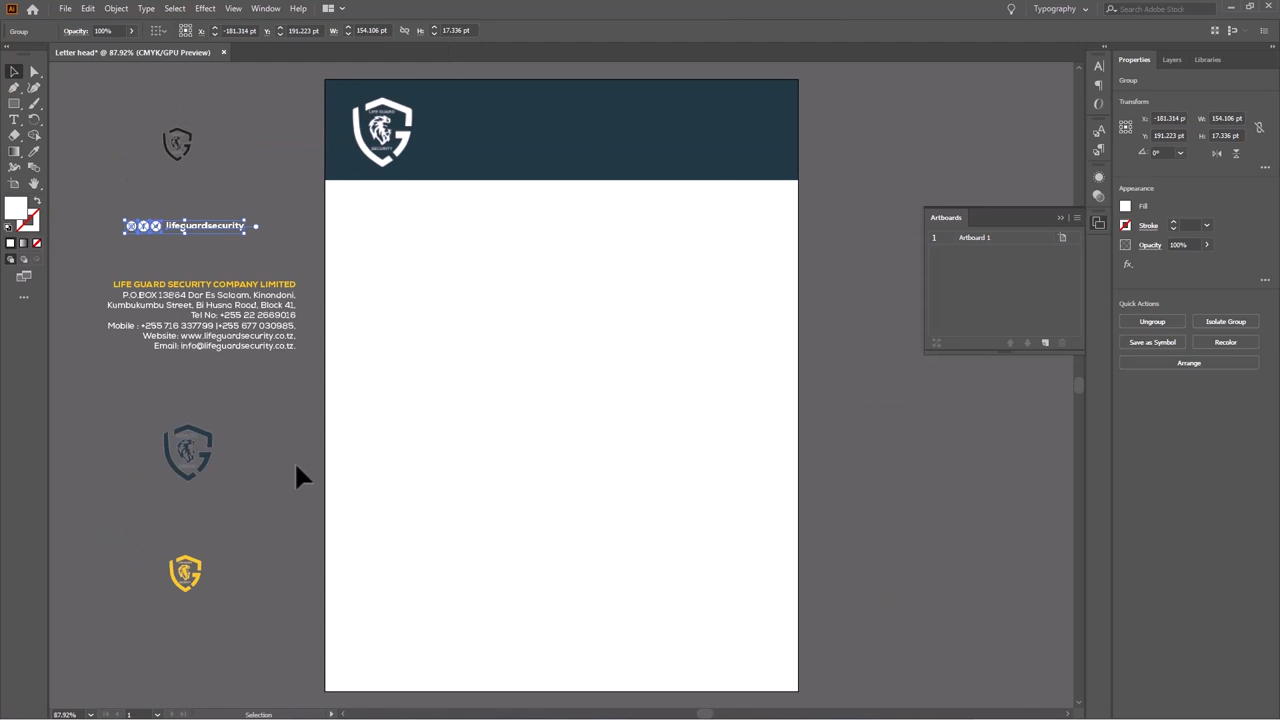 File Edit Object Type Select Effect View Window Help
Typography
Search Adobe Stock
Group Opacity: 100% X: -181.314 pt Y: 191.223 pt W: 154.106 pt H: 17.336 pt
Letter head* @ 87.92% (CMYK/GPU Preview)
Properties Layers Libraries
Group
Transform
X: -181.314 p W: 154.106 pt
Y: 191.223 pt H: 17.336 pt
0°
Appearance
Fill
Stroke
Opacity 100%
Quick Actions
Ungroup Isolate Group
Save as Symbol Recolor
Arrange
Artboards
1 Artboard 1
LIFE GUARD
SECURITY
lifeguardsecurity
LIFE GUARD SECURITY COMPANY LIMITED
P.O.BOX 13864 Dar Es Salaam, Kinondoni,
Kumbukumbu Street, Bi Husna Road, Block 41,
Tel No: +255 22 2669016
Mobile : +255 716 337799 |+255 677 030985,
Website: www.lifeguardsecurity.co.tz,
Email: info@lifeguardsecurity.co.tz.
87.92% 1 Selection